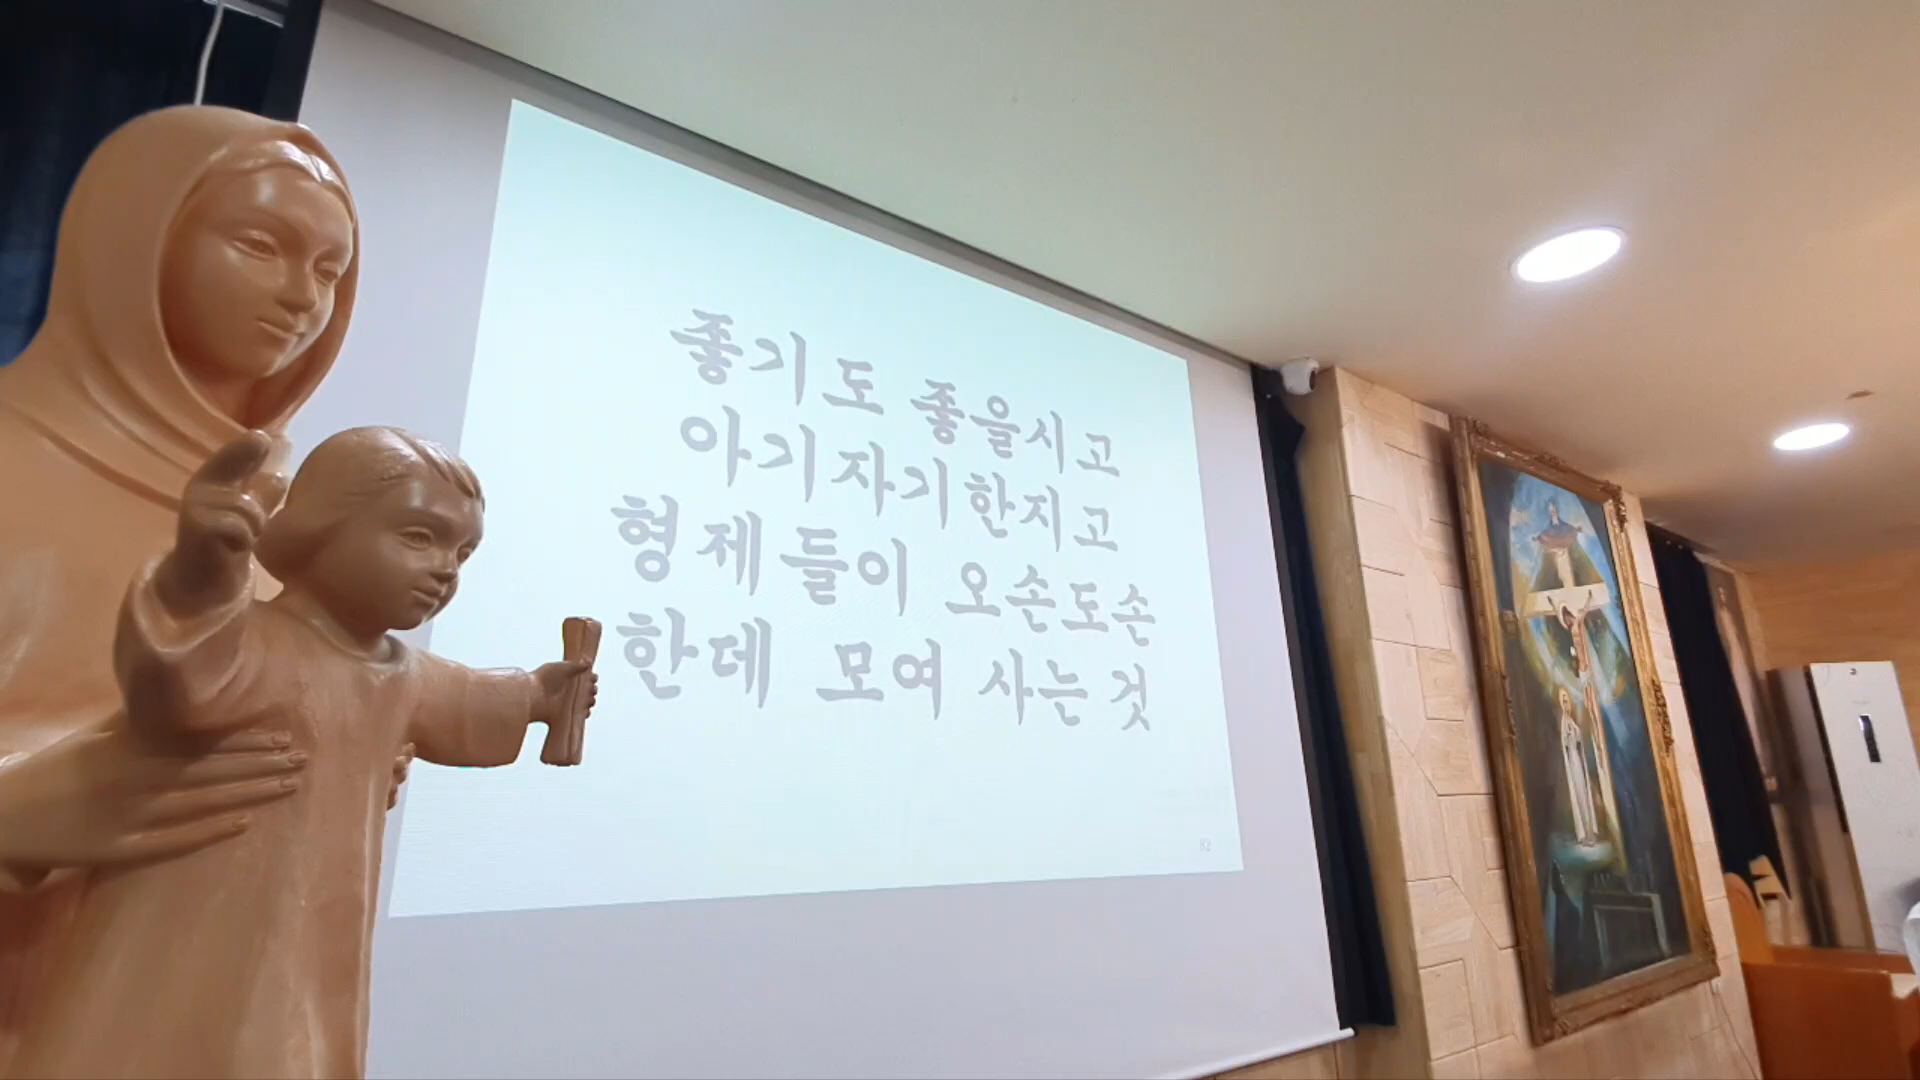 좋기도 좋을시고
아기자기한지고
형제들이 오손도손
한데 모여 사는 것
82